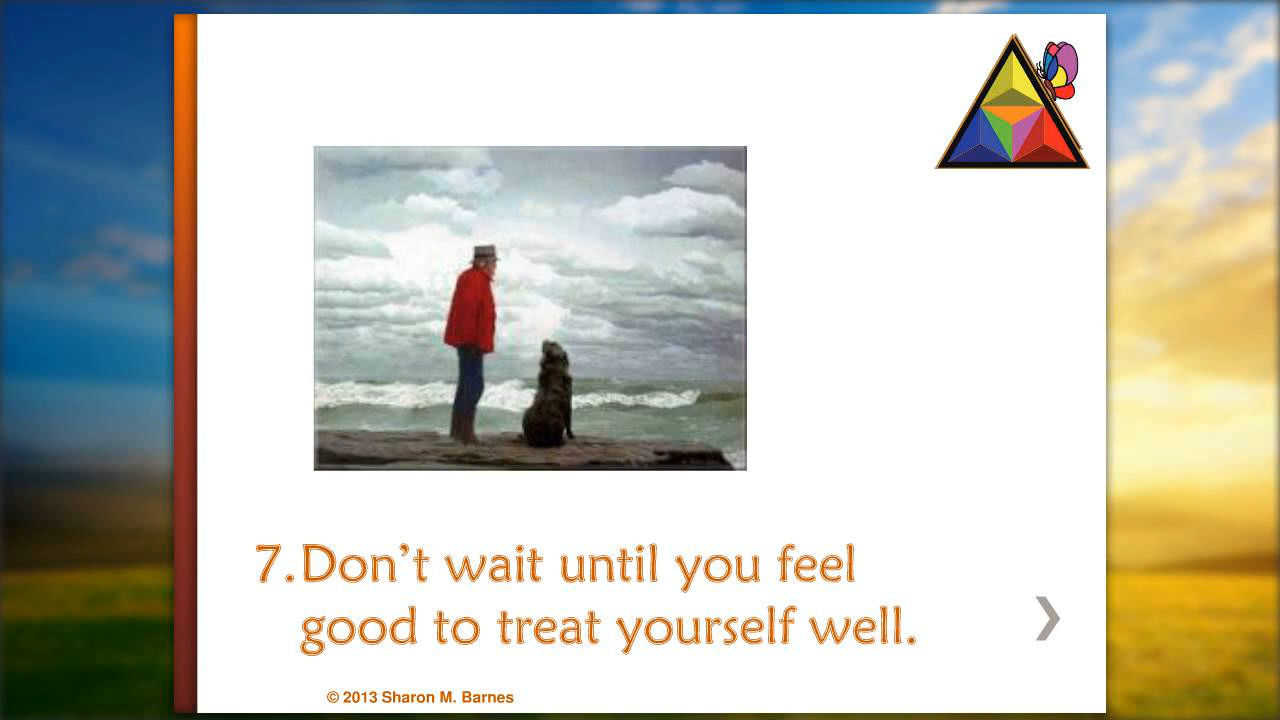 7. Don’t wait until you feel
good to treat yourself well.
© 2013 Sharon M. Barnes